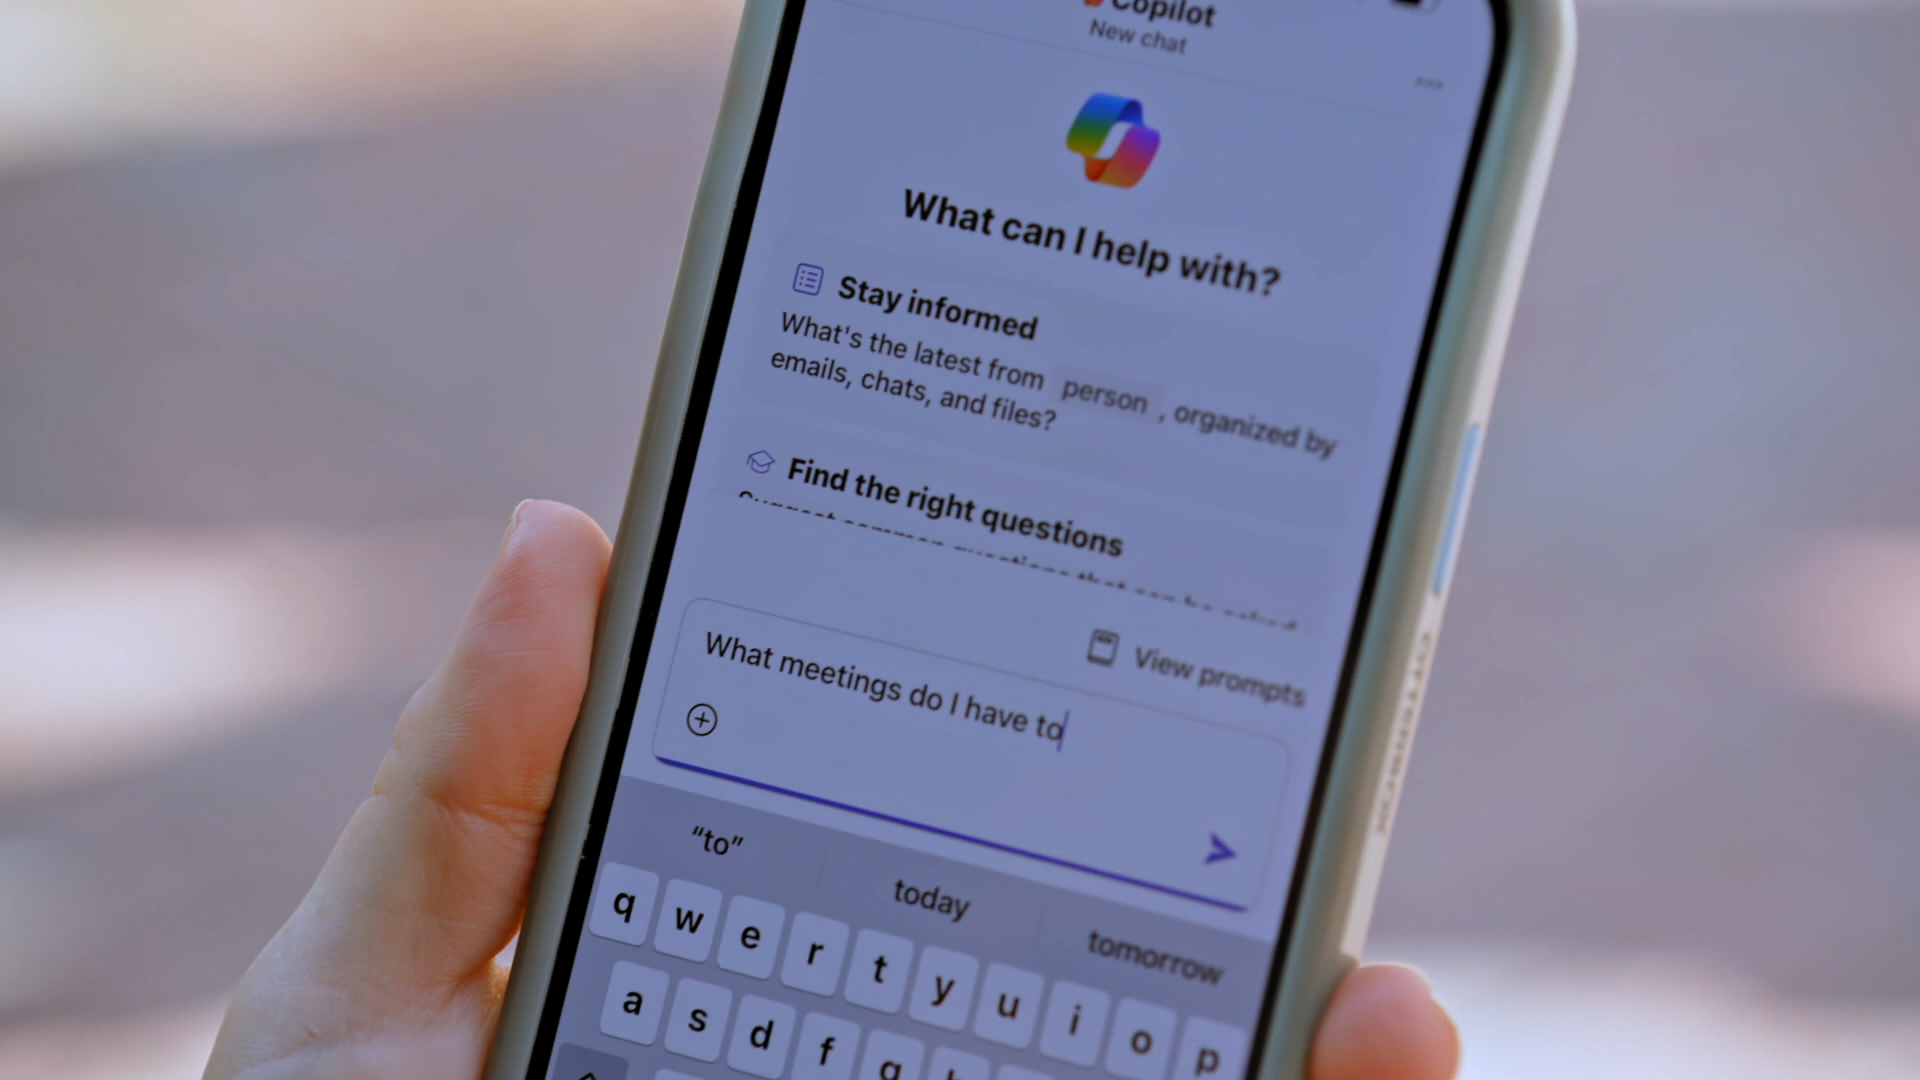 Copilot
New chat
What can I help with?
Stay informed
What's the latest from person , organized by
emails, chats, and files?
Find the right questions
View prompts
What meetings do I have to
“to”
today
tomorrow
q w e r t y u i o p
a s d f
OTTERBOX